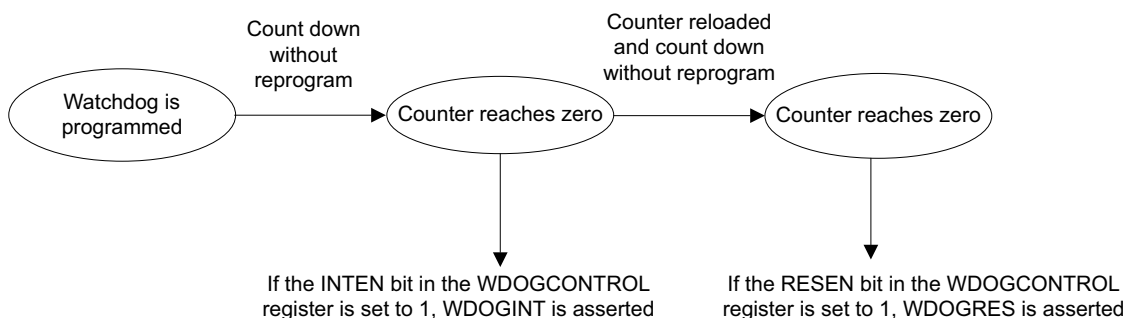 Count down
without
reprogram
Counter reloaded
and count down
without reprogram
Watchdog is
programmed
Counter reaches zero
Counter reaches zero
If the INTEN bit in the WDOGCONTROL
register is set to 1, WDOGINT is asserted
If the RESEN bit in the WDOGCONTROL
register is set to 1, WDOGRES is asserted